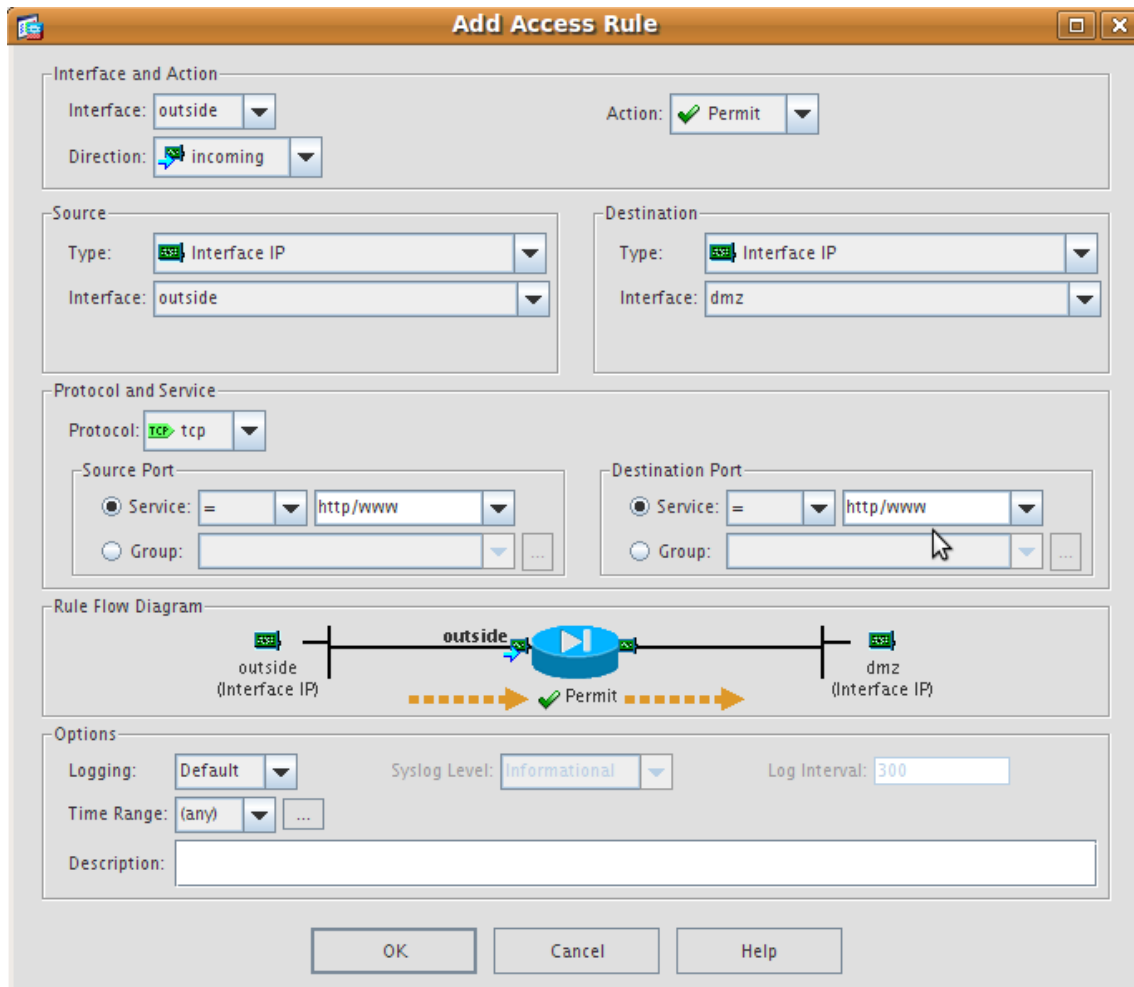 Add Access Rule
Interface and Action
Interface: outside
Action: Permit
Direction: incoming
Source
Type: Interface IP
Interface: outside
Destination
Type: Interface IP
Interface: dmz
Protocol and Service
Protocol: TCP tcp
Source Port
Service: = http/www
Group: ...
Destination Port
Service: = http/www
Group: ...
Rule Flow Diagram
outside
(Interface IP)
outside
Permit
dmz
(Interface IP)
Options
Logging: Default
Syslog Level: Informational
Log Interval: 300
Time Range: (any) ...
Description:
OK Cancel Help